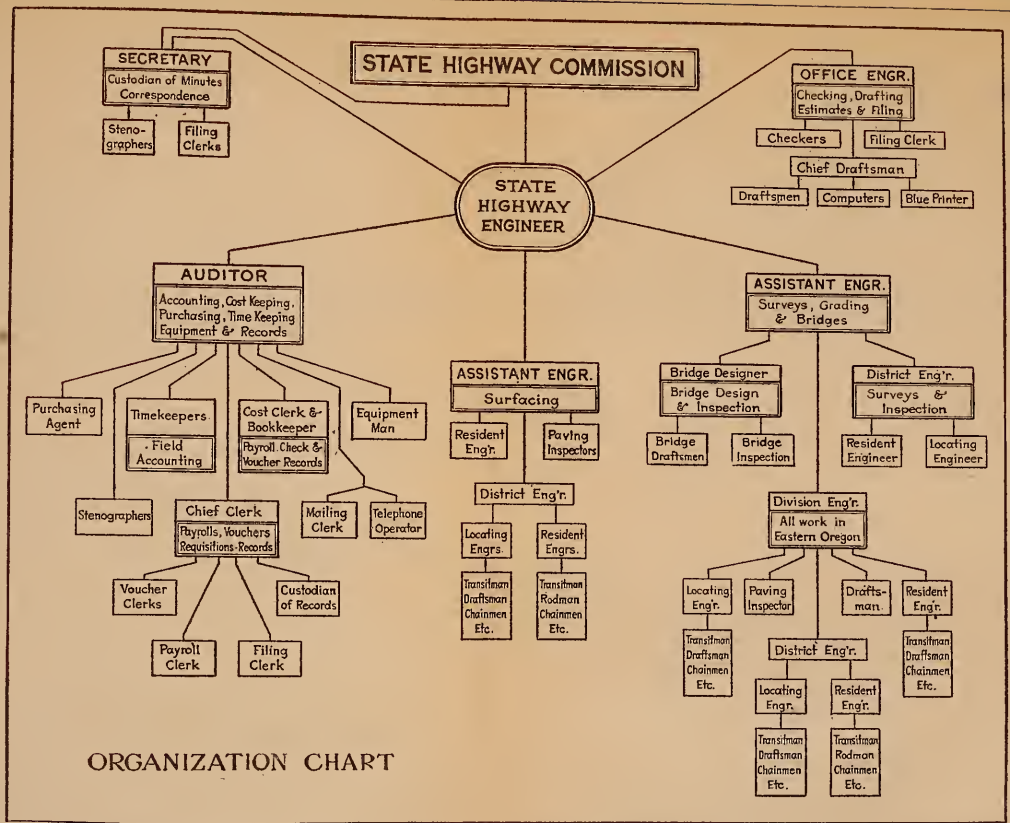 STATE HIGHWAY COMMISSION
SECRETARY
Custodian of Minutes
Correspondence
Steno-
graphers
Filing
Clerks
OFFICE ENGR.
Checking, Drafting
Estimates & Filing
Checkers
Filing Clerk
Chief Draftsman
Draftsmen
Computers
Blue Printer
STATE
HIGHWAY
ENGINEER
AUDITOR
Accounting, Cost Keeping,
Purchasing, Time Keeping
Equipment & Records
Purchasing
Agent
Timekeepers
Field
Accounting
Cost Clerk &
Bookkeeper
Payroll, Check &
Voucher Records
Equipment
Man
Stenographers
Chief Clerk
Payrolls, Vouchers
Requisitions-Records
Mailing
Clerk
Telephone
Operator
Voucher
Clerks
Custodian
of Records
Payroll
Clerk
Filing
Clerk
ASSISTANT ENGR.
Surfacing
Resident
Eng'r.
Paving
Inspectors
District Eng'r.
Locating
Engrs.
Resident
Engrs.
Transitman
Draftsman
Chainmen
Etc.
Transitman
Rodman
Chainmen
Etc.
ASSISTANT ENGR.
Surveys, Grading
& Bridges
Bridge Designer
Bridge Design
& Inspection
Bridge
Draftsmen
Bridge
Inspection
District Eng'r.
Surveys &
Inspection
Resident
Engineer
Locating
Engineer
Division Eng'r.
All work in
Eastern Oregon
Locating
Eng'r.
Paving
Inspector
Drafts-
man.
Resident
Eng'r.
Transitman
Draftsman
Chainmen
Etc.
District Eng'r.
Transitman
Draftsman
Chainmen
Etc.
Locating
Engr.
Resident
Eng'r.
Transitman
Draftsman
Chainmen
Etc.
Transitman
Rodman
Chainmen
Etc.
ORGANIZATION CHART